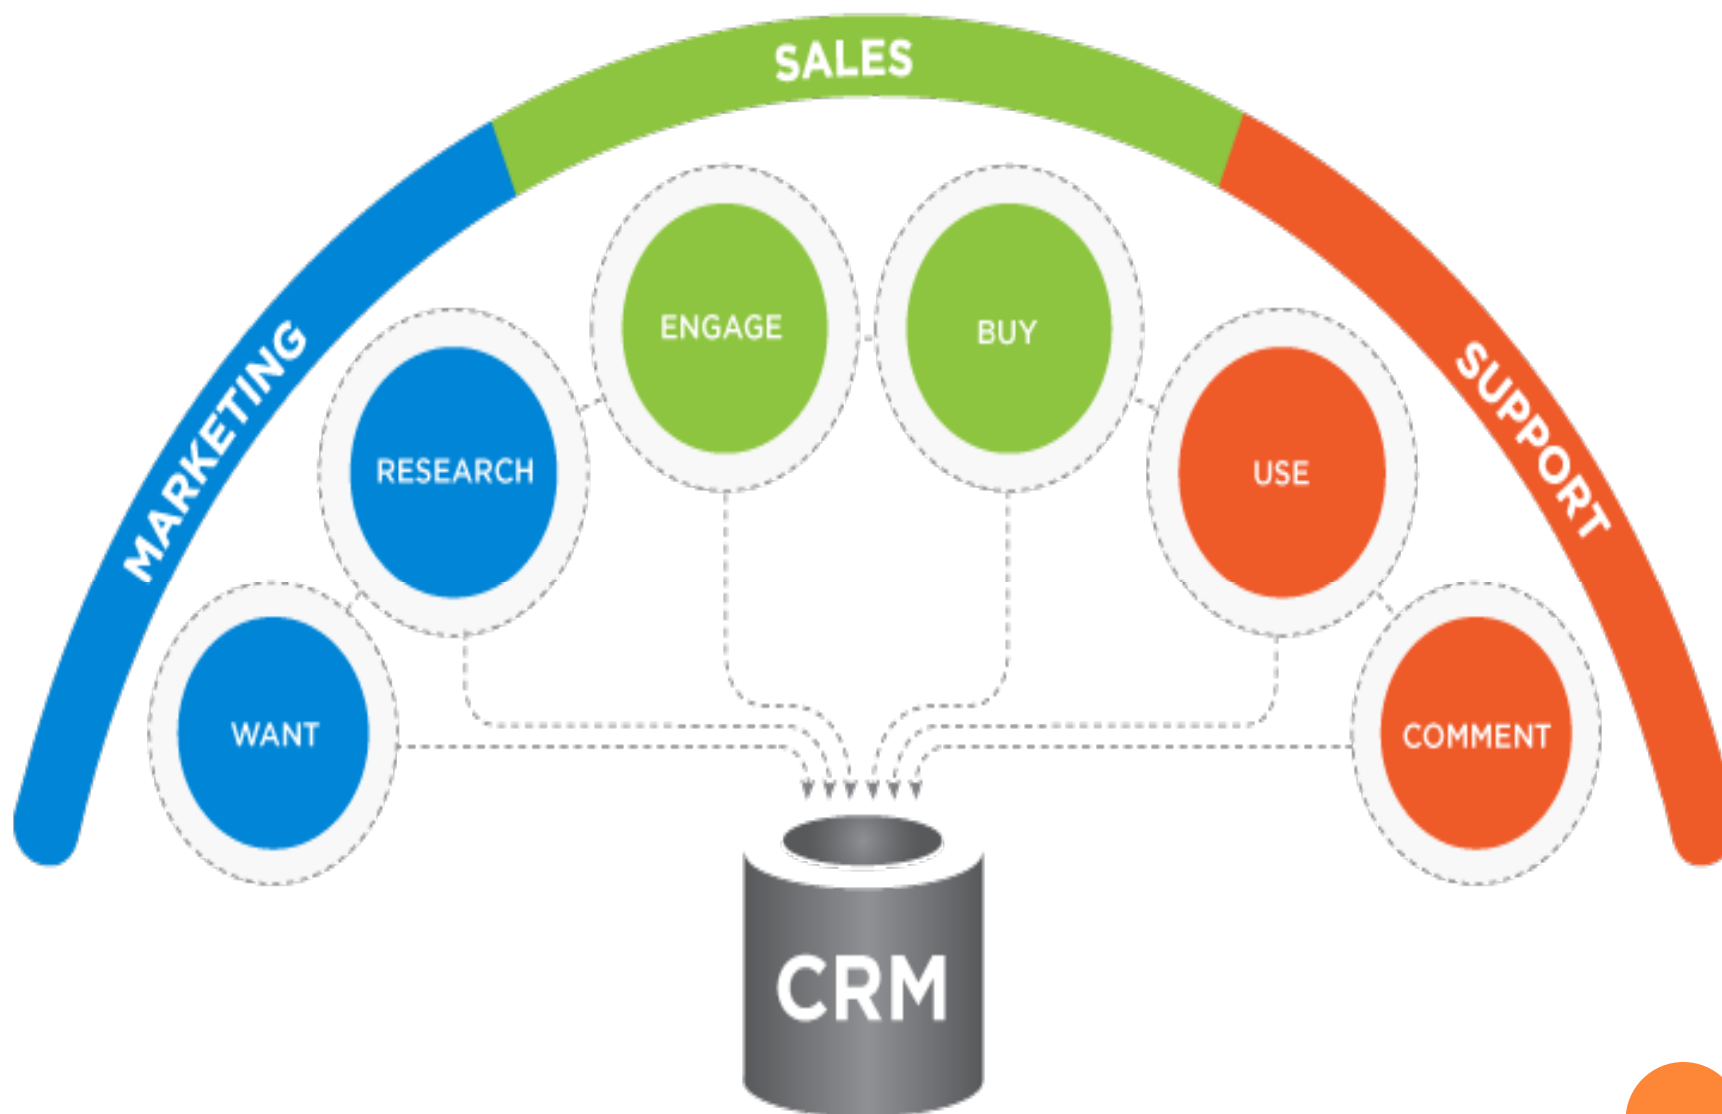 SALES
MARKETING
SUPPORT
ENGAGE
BUY
RESEARCH
USE
WANT
COMMENT
CRM